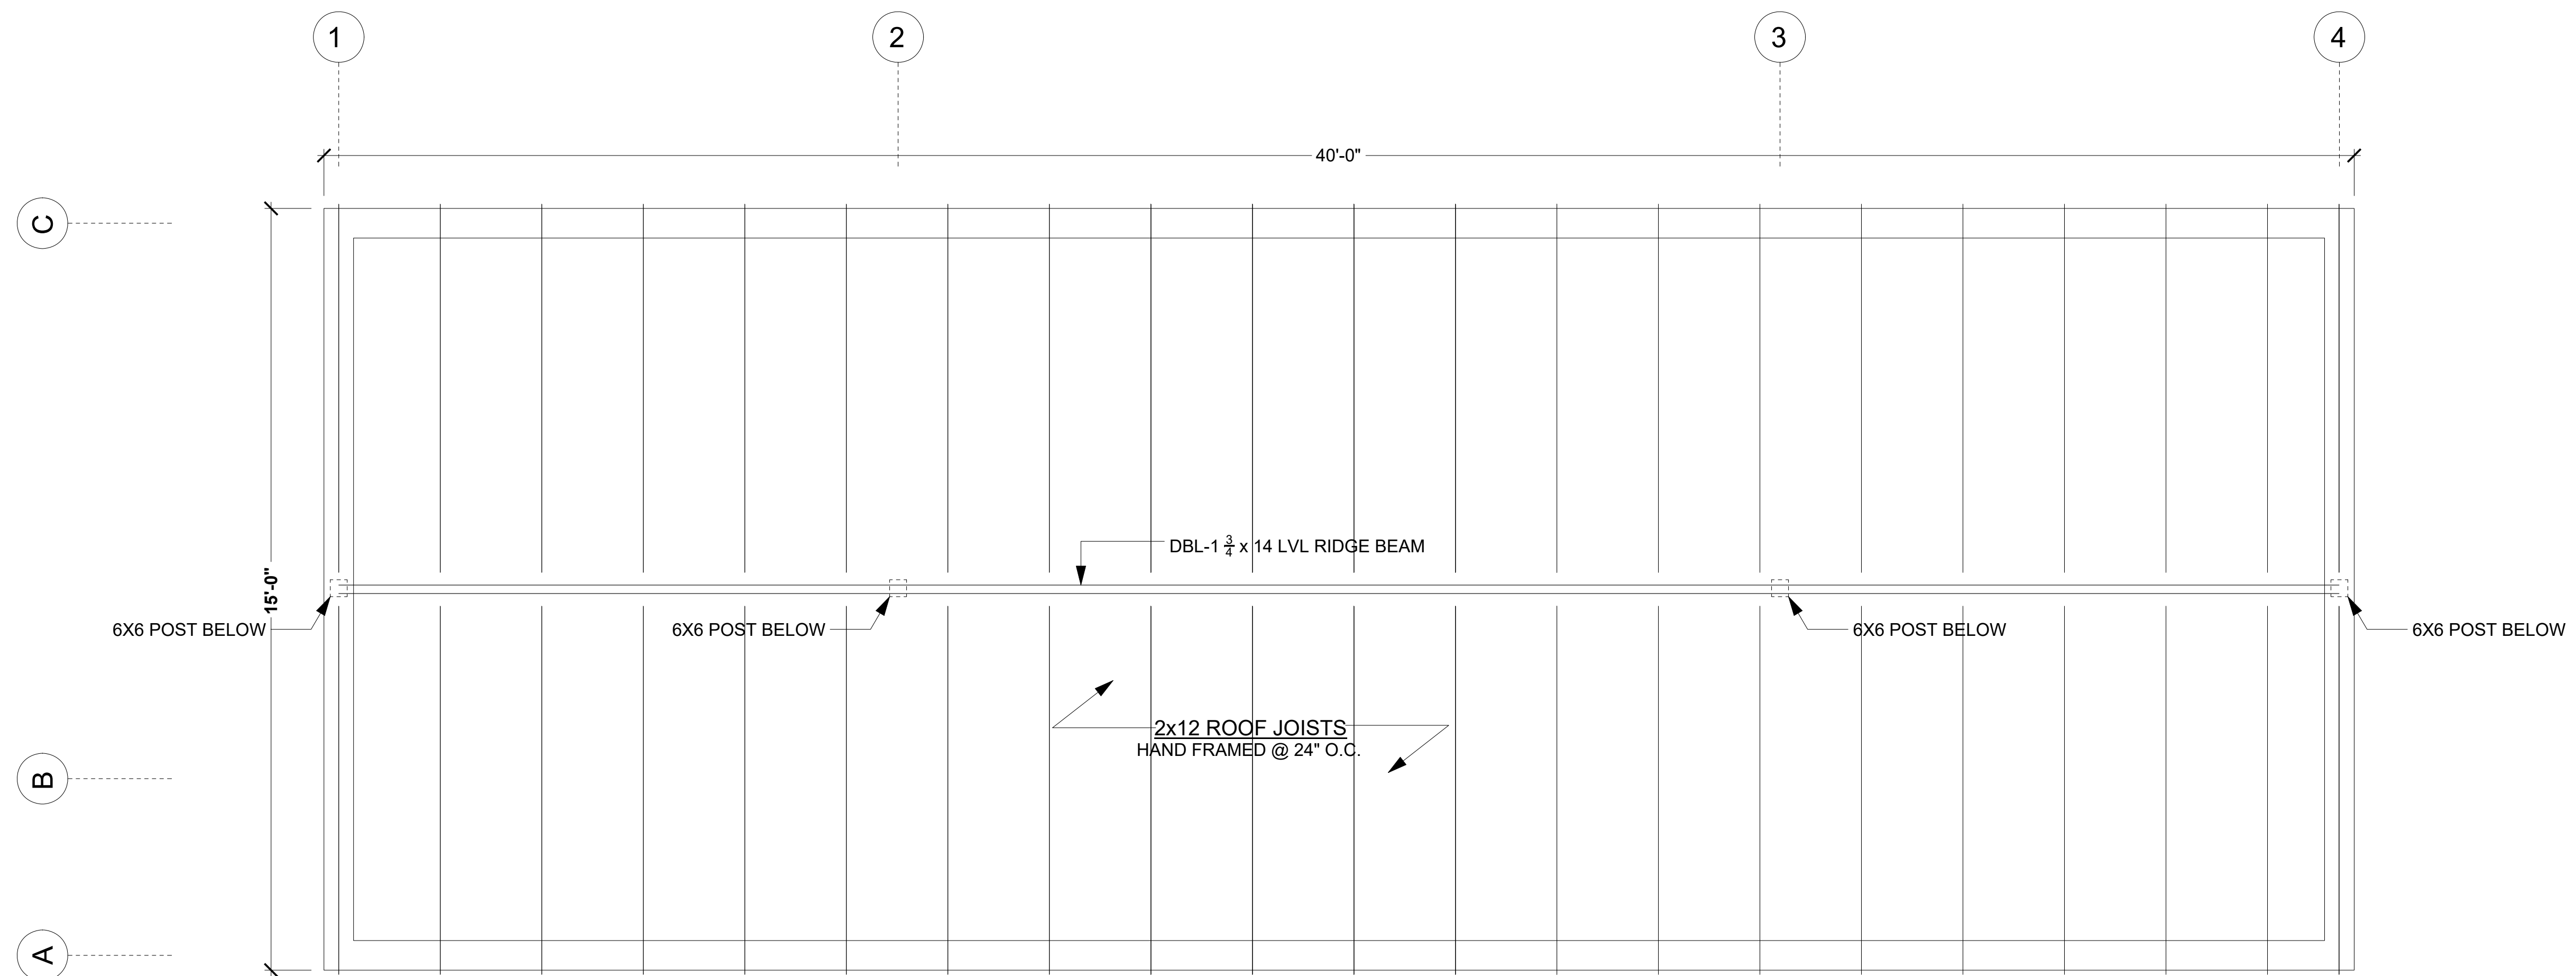 1
2
3
4
40'-0"
C
DBL-1 3/4 x 14 LVL RIDGE BEAM
15'-0"
6X6 POST BELOW
6X6 POST BELOW
6X6 POST BELOW
6X6 POST BELOW
2x12 ROOF JOISTS
HAND FRAMED @ 24" O.C.
B
A